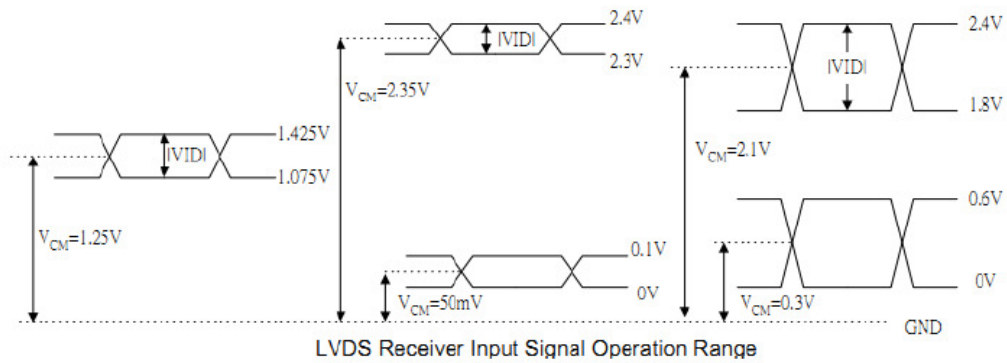 2.4V
|VID|
2.3V
V_CM=2.35V
2.4V
|VID|
1.8V
V_CM=2.1V
1.425V
|VID|
1.075V
V_CM=1.25V
0.1V
0V
V_CM=50mV
0.6V
0V
V_CM=0.3V
GND
LVDS Receiver Input Signal Operation Range